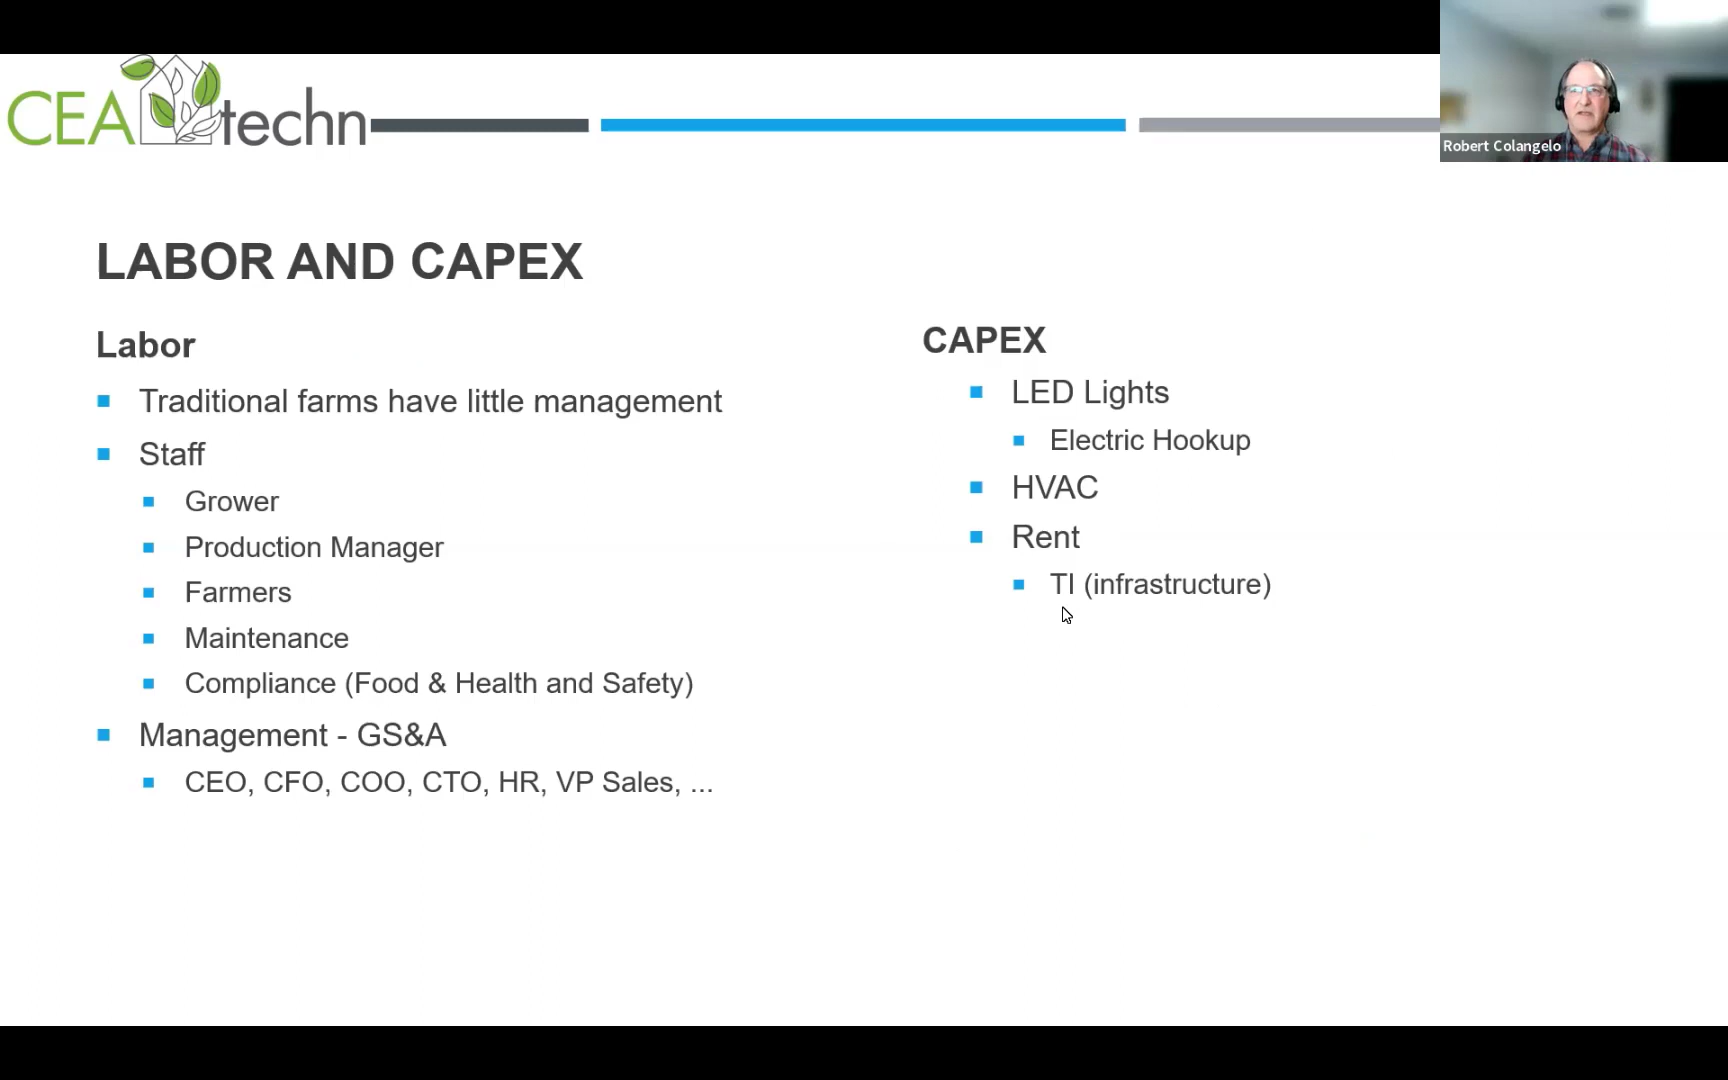 CEA techn
Robert Colangelo
LABOR AND CAPEX
Labor
Traditional farms have little management
Staff
Grower
Production Manager
Farmers
Maintenance
Compliance (Food & Health and Safety)
Management - GS&A
CEO, CFO, COO, CTO, HR, VP Sales, ...
CAPEX
LED Lights
Electric Hookup
HVAC
Rent
TI (infrastructure)